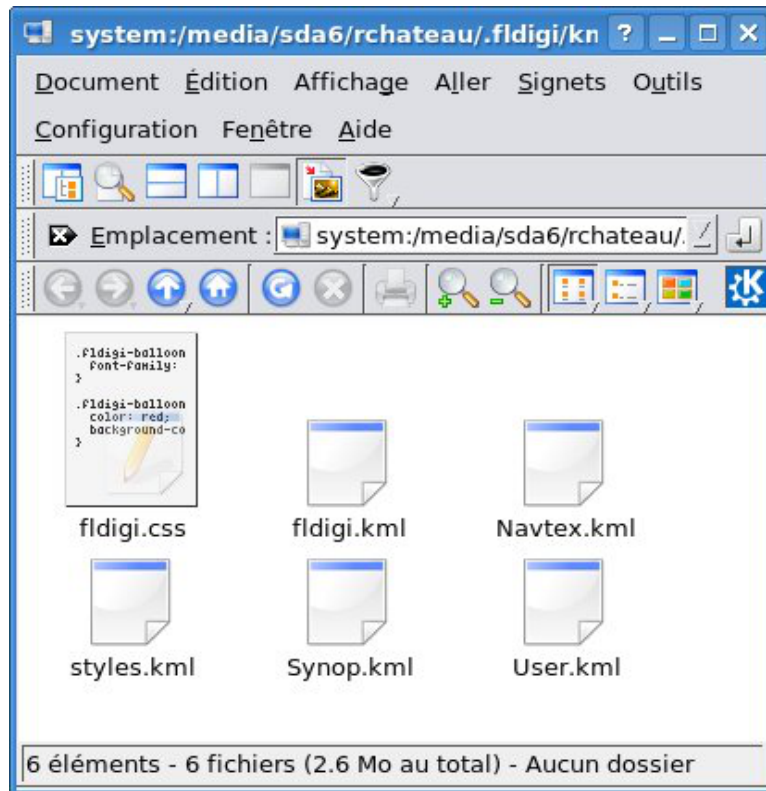 system:/media/sda6/rchateau/.fldigi/kn
Document Édition Affichage Aller Signets Outils
Configuration Fenêtre Aide
Emplacement : system:/media/sda6/rchateau/.
.fldigi-balloon
font-family:
}
.fldigi-balloon
color: red;
background-co
}
fldigi.css fldigi.kml Navtex.kml
styles.kml Synop.kml User.kml
6 éléments - 6 fichiers (2.6 Mo au total) - Aucun dossier